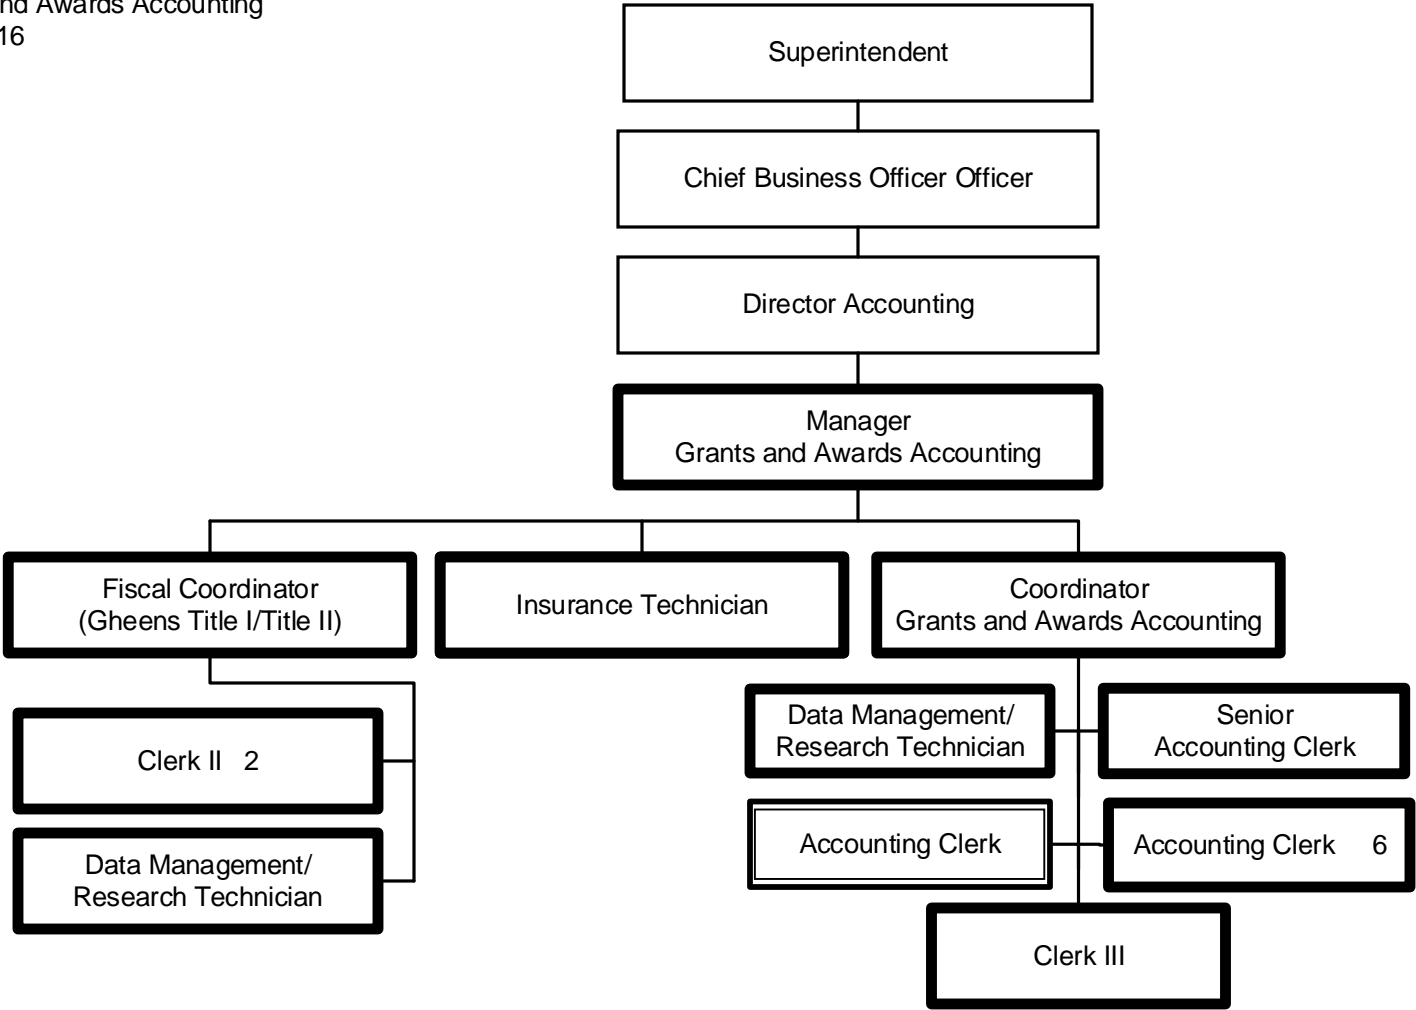 and Awards Accounting
16
Superintendent
Chief Business Officer Officer
Director Accounting
Manager
Grants and Awards Accounting
Fiscal Coordinator
(Gheens Title I/Title II)
Insurance Technician
Coordinator
Grants and Awards Accounting
Clerk II 2
Data Management/
Research Technician
Data Management/
Research Technician
Senior
Accounting Clerk
Accounting Clerk
Accounting Clerk 6
Clerk III